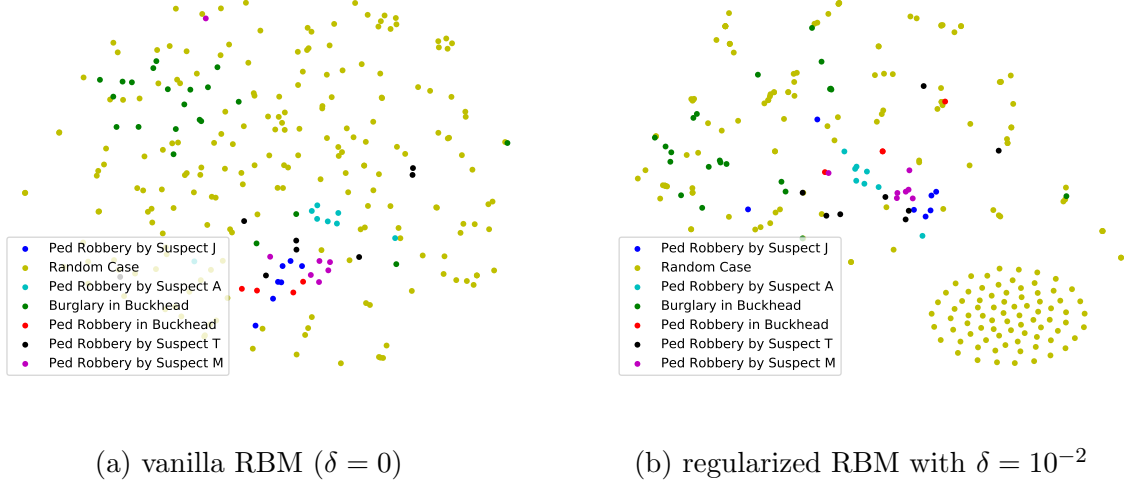 Ped Robbery by Suspect J
Random Case
Ped Robbery by Suspect A
Burglary in Buckhead
Ped Robbery in Buckhead
Ped Robbery by Suspect T
Ped Robbery by Suspect M
Ped Robbery by Suspect J
Random Case
Ped Robbery by Suspect A
Burglary in Buckhead
Ped Robbery in Buckhead
Ped Robbery by Suspect T
Ped Robbery by Suspect M
(a) vanilla RBM (δ = 0)
(b) regularized RBM with δ = 10⁻²